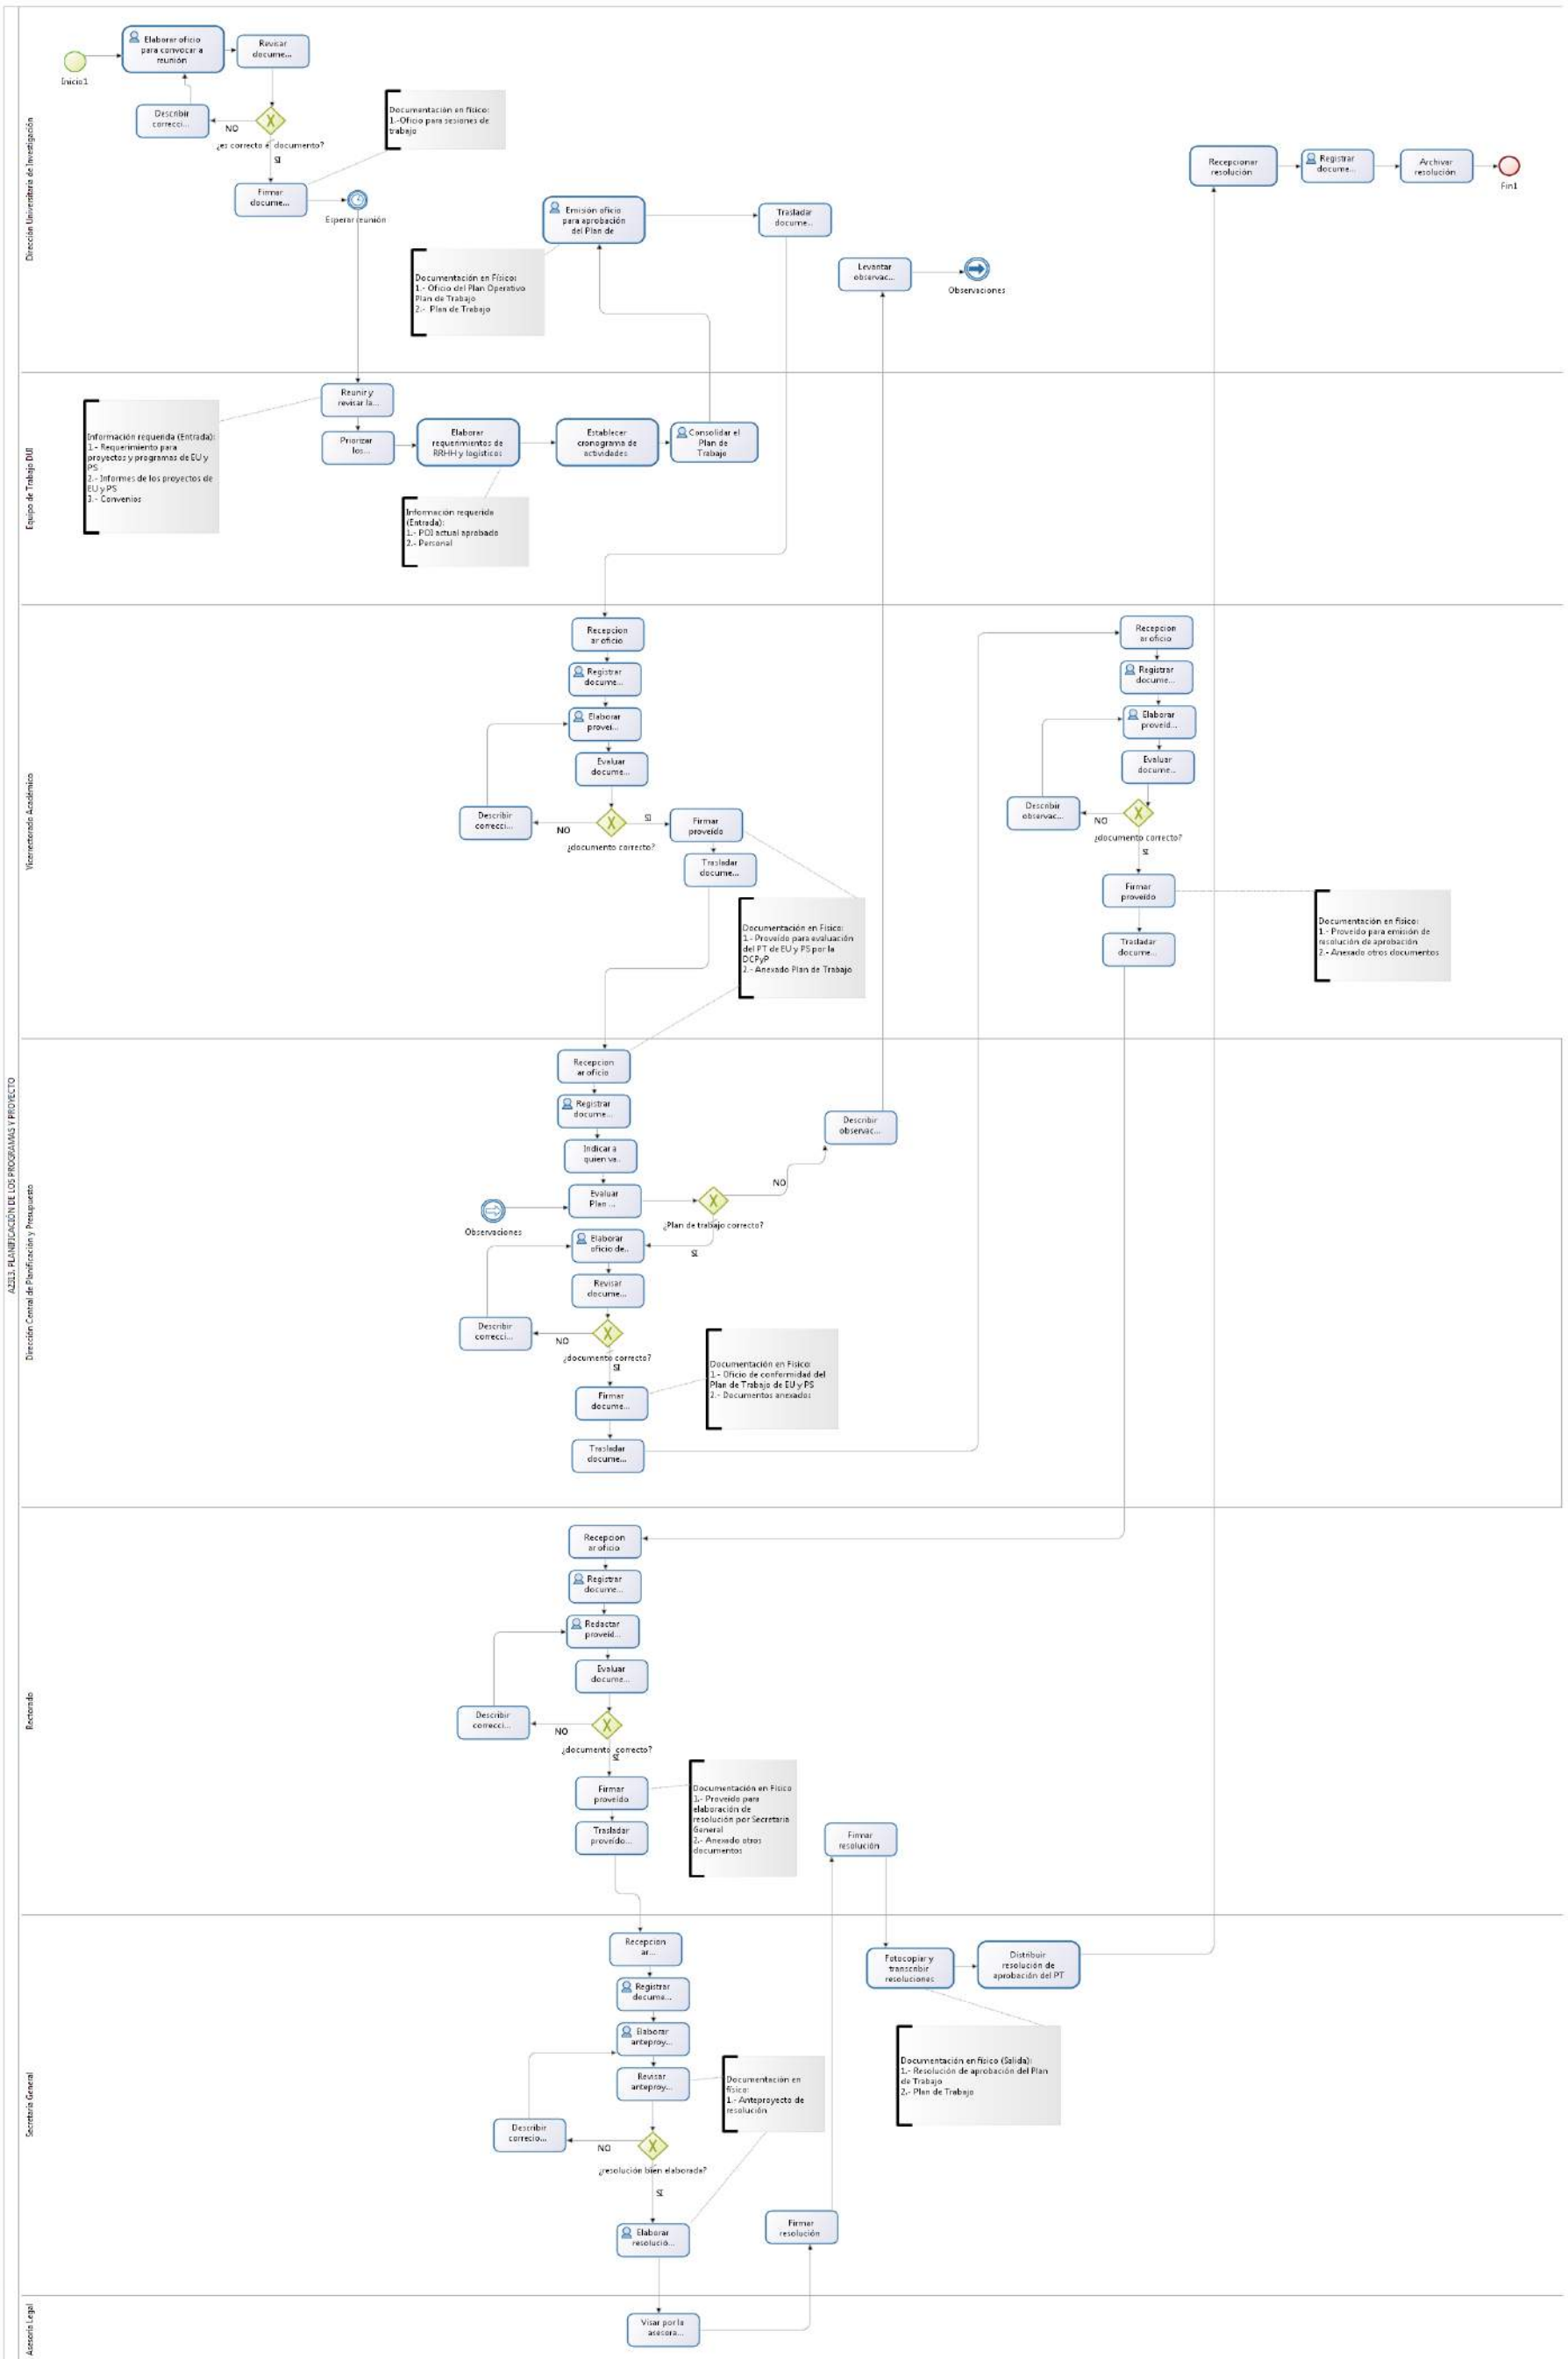 A2313. PLANIFICACIÓN DE LOS PROGRAMAS Y PROYECTO
Dirección Universitaria de Investigación
Inicio1
Elaborar oficio
para convocar a
reunión
Revisar
docume...
Describir
correcci...
NO
¿es correcto el documento?
SI
Firmar
docume...
Esperar reunión
Documentación en físico:
1.-Oficio para sesiones de
trabajo
Emisión oficio
para aprobación
del Plan de
Trasladar
docume...
Documentación en Físico:
1.- Oficio del Plan Operativo
Plan de Trabajo
2.- Plan de Trabajo
Levantar
observac...
Observaciones
Recepcionar
resolución
Registrar
docume...
Archivar
resolución
Fin1
Equipo de Trabajo DUI
Información requerida (Entrada):
1.- Requerimiento para
proyectos y programas de EU y
PS
2.- Informes de los proyectos de
EU y PS
3.- Convenios
Reunir y
revisar la...
Priorizar
los...
Elaborar
requerimientos de
RRHH y logísticos
Establecer
cronograma de
actividades
Consolidar el
Plan de
Trabajo
Información requerida
(Entrada):
1.- POI actual aprobado
2.- Personal
Vicerrectorado Académico
Recepcion
ar oficio
Registrar
docume...
Elaborar
proveí...
Evaluar
docume...
Describir
correcci...
NO
SI
¿documento correcto?
Firmar
proveído
Trasladar
docume...
Documentación en Físico:
1.- Proveído para evaluación
del PT de EU y PS por la
DCPyP
2.- Anexado Plan de Trabajo
Recepcion
ar oficio
Registrar
docume...
Elaborar
proveíd...
Evaluar
docume...
Describir
observac...
NO
¿documento correcto?
SI
Firmar
proveído
Trasladar
docume...
Documentación en físico:
1.- Proveído para emisión de
resolución de aprobación
2.- Anexado otros documentos
Dirección Central de Planificación y Presupuesto
Recepcion
ar oficio
Registrar
docume...
Indicar a
quien va..
Evaluar
Plan ...
Observaciones
¿Plan de trabajo correcto?
NO
SI
Describir
observac...
Elaborar
oficio de..
Revisar
docume...
Describir
correcci...
NO
¿documento correcto?
SI
Firmar
docume...
Trasladar
docume...
Documentación en Físico:
1.- Oficio de conformidad del
Plan de Trabajo de EU y PS
2.- Documentos anexados
Rectorado
Recepcion
ar oficio
Registrar
docume...
Redactar
proveíd...
Evaluar
docume...
Describir
correcci...
NO
¿documento correcto?
SI
Firmar
proveído
Trasladar
proveído...
Documentación en Físico
1.- Proveído para
elaboración de
resolución por Secretaria
General
2.- Anexado otros
documentos
Firmar
resolución
Secretaria General
Recepcion
ar...
Registrar
docume...
Elaborar
anteproy...
Revisar
anteproy...
Describir
correcio...
NO
¿resolución bien elaborada?
SI
Elaborar
resolució...
Documentación en
físico:
1.- Anteproyecto de
resolución
Fotocopiar y
transcribir
resoluciones
Distribuir
resolución de
aprobación del PT
Documentación en físico (Salida):
1.- Resolución de aprobación del Plan
de Trabajo
2.- Plan de Trabajo
Firmar
resolución
Asesoria Legal
Visar por la
asesora...